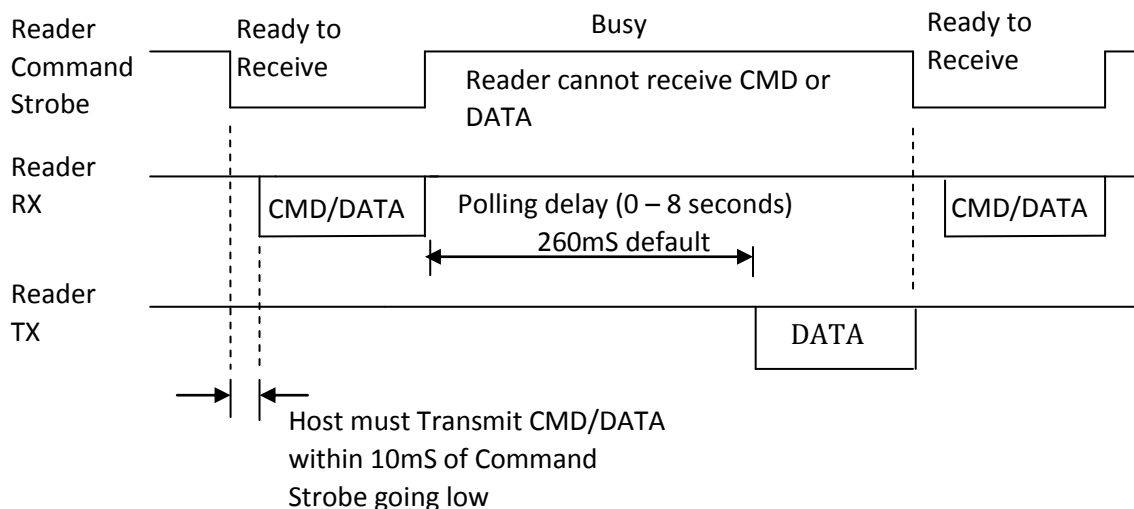 Reader
Command
Strobe
Ready to
Receive
Busy
Reader cannot receive CMD or
DATA
Ready to
Receive
Reader
RX
CMD/DATA
Polling delay (0 – 8 seconds)
260mS default
CMD/DATA
Reader
TX
DATA
Host must Transmit CMD/DATA
within 10mS of Command
Strobe going low